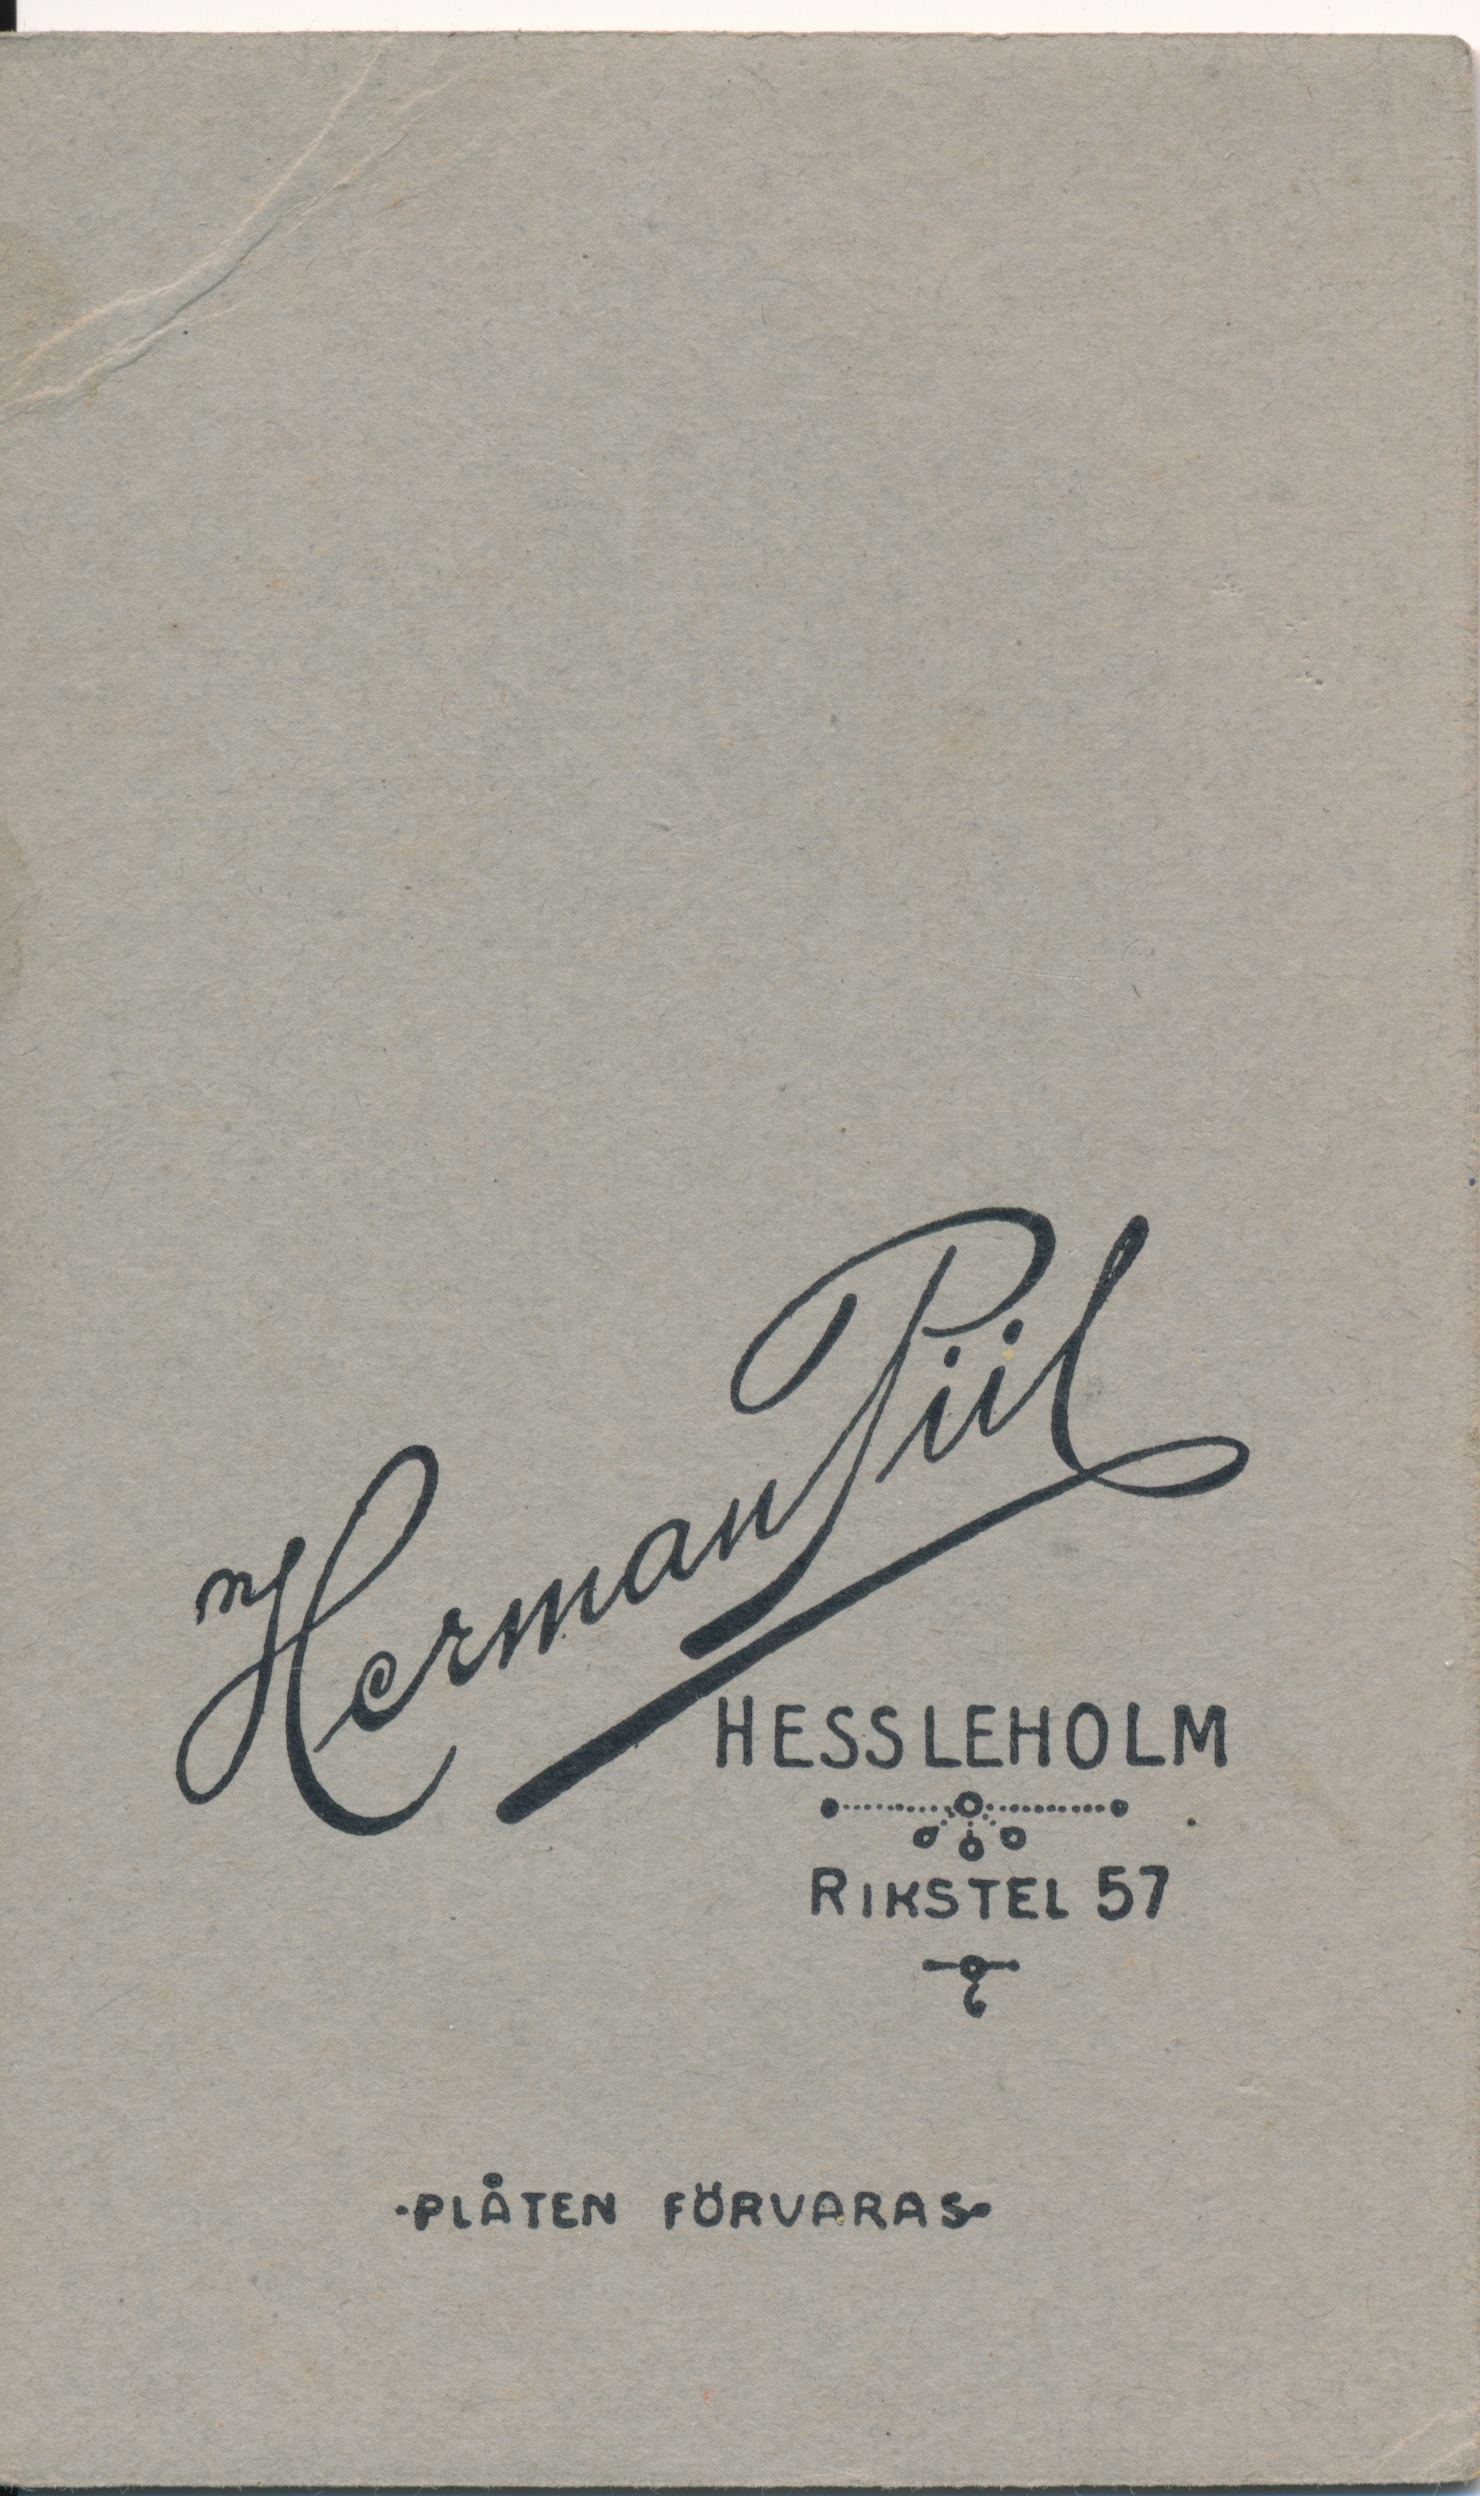 Herman Piil
HESSLEHOLM
RIKSTEL 57
PLÅTEN FÖRVARAS